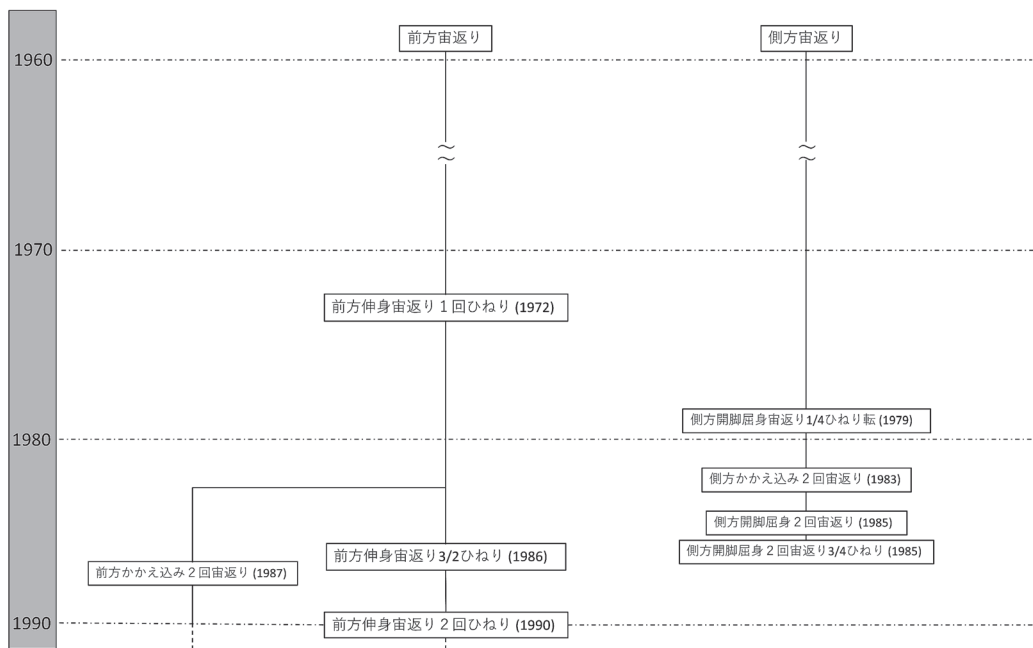 前方宙返り
側方宙返り
1960
1970
前方伸身宙返り1回ひねり (1972)
側方開脚屈身宙返り1/4ひねり転 (1979)
1980
側方かかえ込み2回宙返り (1983)
側方開脚屈身2回宙返り (1985)
側方開脚屈身2回宙返り3/4ひねり (1985)
前方伸身宙返り3/2ひねり (1986)
前方かかえ込み2回宙返り (1987)
1990
前方伸身宙返り2回ひねり (1990)